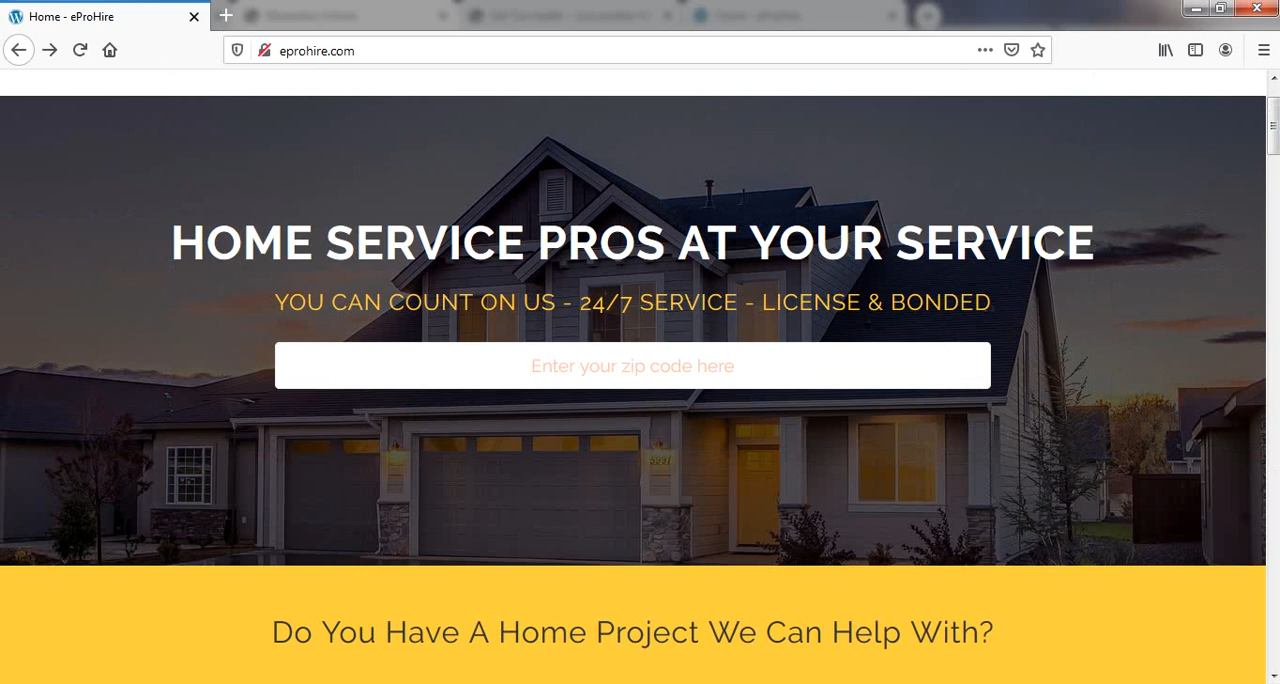 Home - eProHire
eprohire.com
HOME SERVICE PROS AT YOUR SERVICE
YOU CAN COUNT ON US - 24/7 SERVICE - LICENSE & BONDED
Enter your zip code here
5291
Do You Have A Home Project We Can Help With?